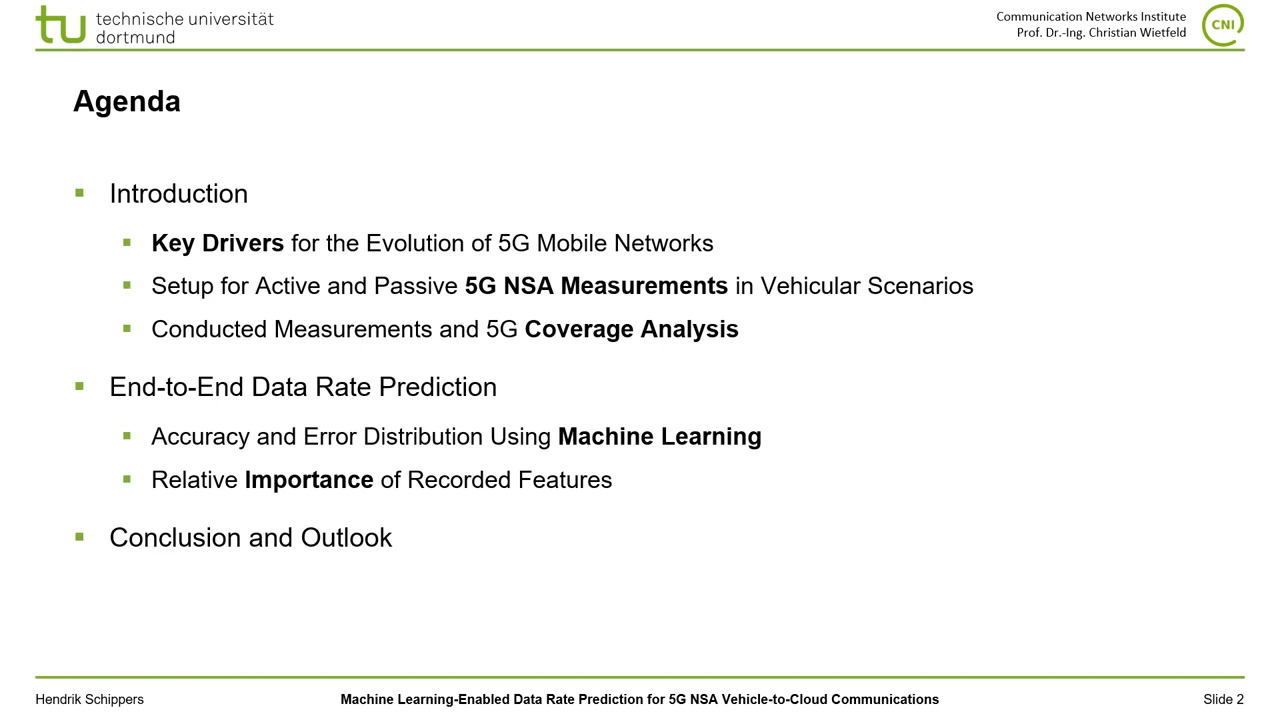 technische universität
dortmund
Communication Networks Institute
Prof. Dr.-Ing. Christian Wietfeld
CNI
Agenda
Introduction
Key Drivers for the Evolution of 5G Mobile Networks
Setup for Active and Passive 5G NSA Measurements in Vehicular Scenarios
Conducted Measurements and 5G Coverage Analysis
End-to-End Data Rate Prediction
Accuracy and Error Distribution Using Machine Learning
Relative Importance of Recorded Features
Conclusion and Outlook
Hendrik Schippers
Machine Learning-Enabled Data Rate Prediction for 5G NSA Vehicle-to-Cloud Communications
Slide 2